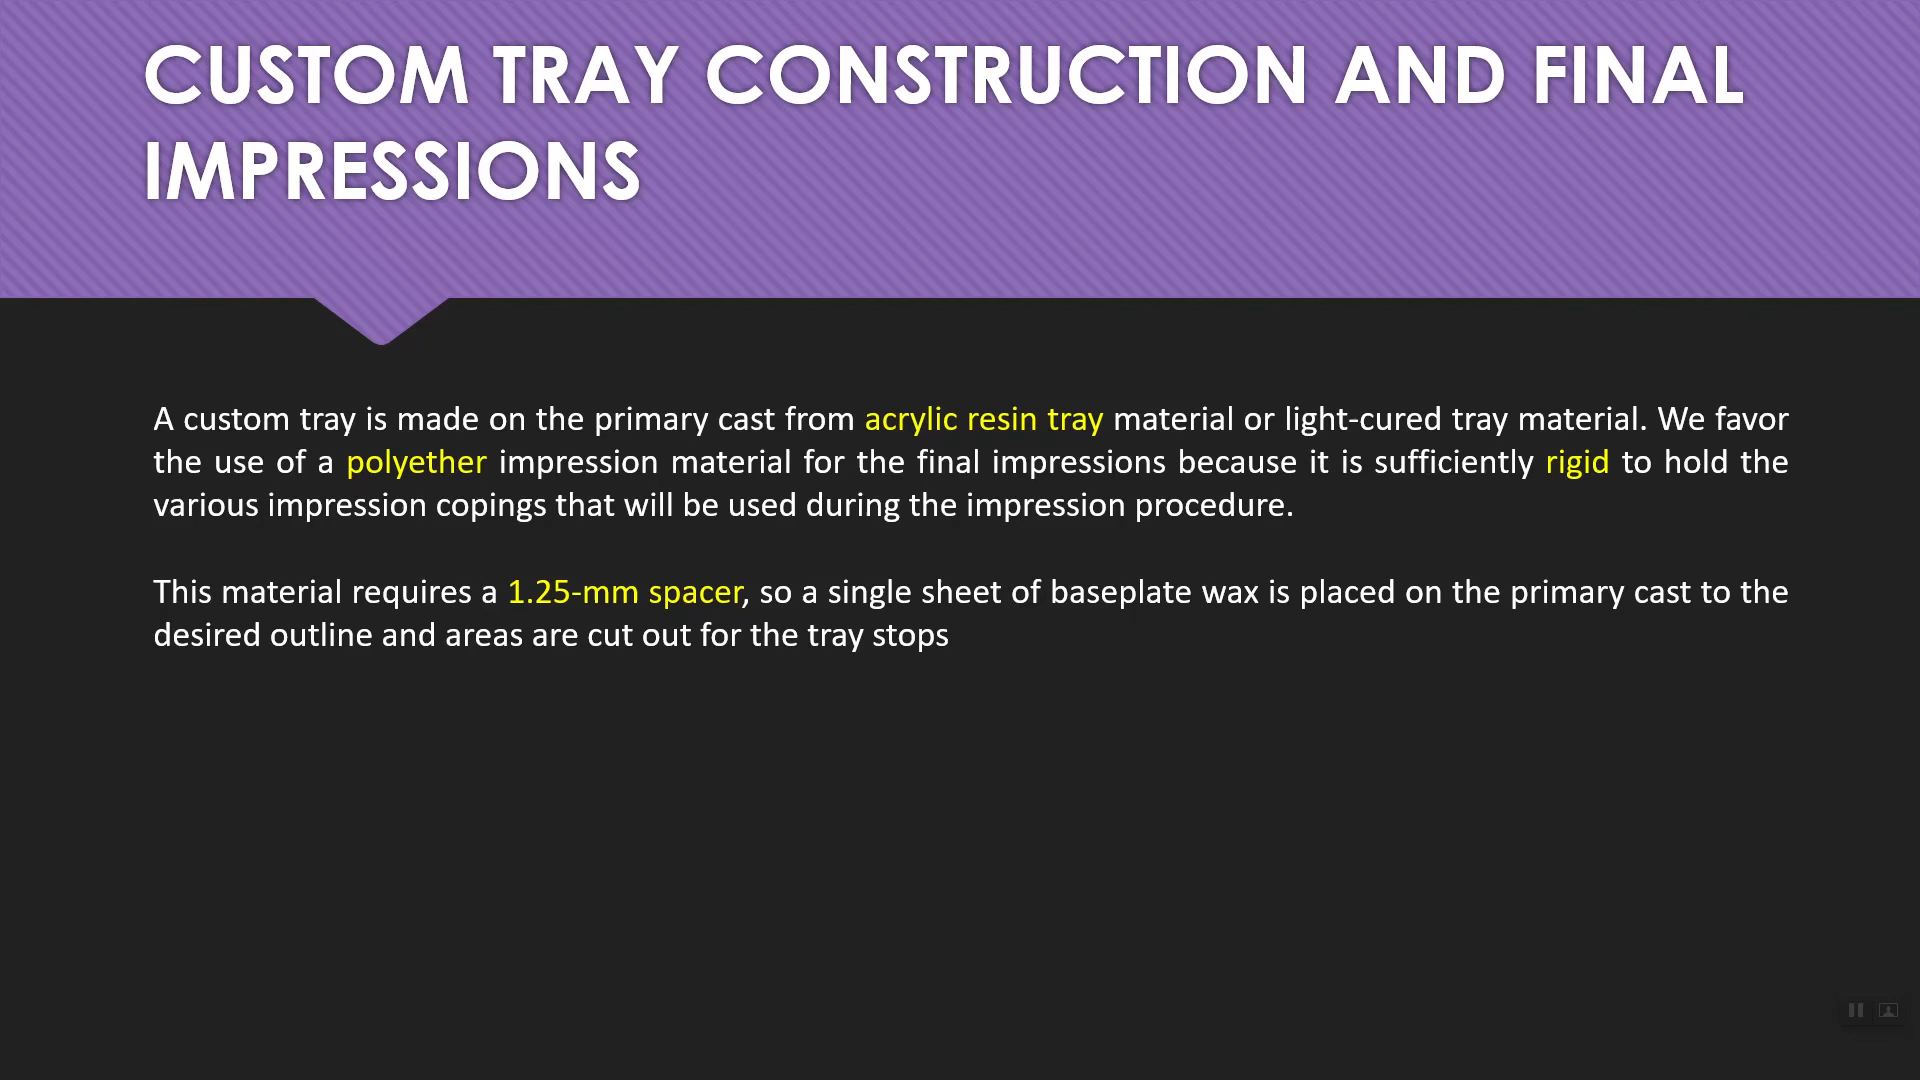 CUSTOM TRAY CONSTRUCTION AND FINAL
IMPRESSIONS
A custom tray is made on the primary cast from acrylic resin tray material or light-cured tray material. We favor
the use of a polyether impression material for the final impressions because it is sufficiently rigid to hold the
various impression copings that will be used during the impression procedure.
This material requires a 1.25-mm spacer, so a single sheet of baseplate wax is placed on the primary cast to the
desired outline and areas are cut out for the tray stops